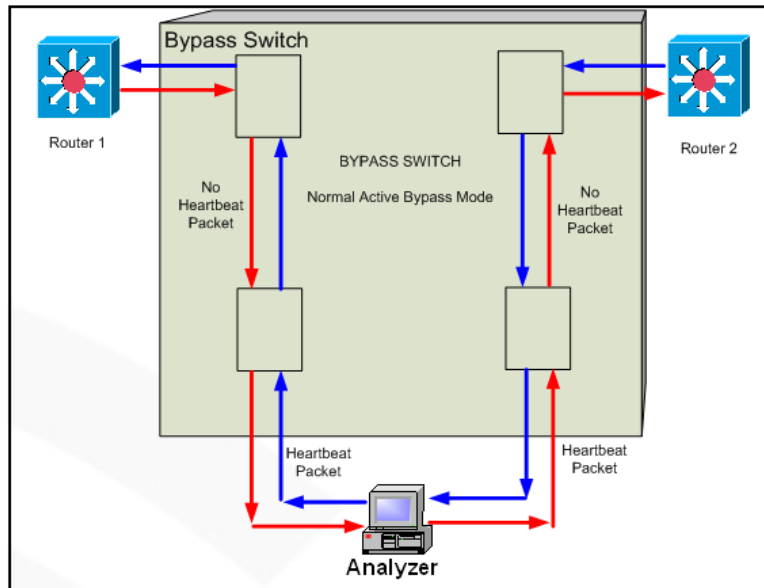 Bypass Switch
Router 1
Router 2
BYPASS SWITCH
Normal Active Bypass Mode
No
Heartbeat
Packet
No
Heartbeat
Packet
Heartbeat
Packet
Heartbeat
Packet
Analyzer